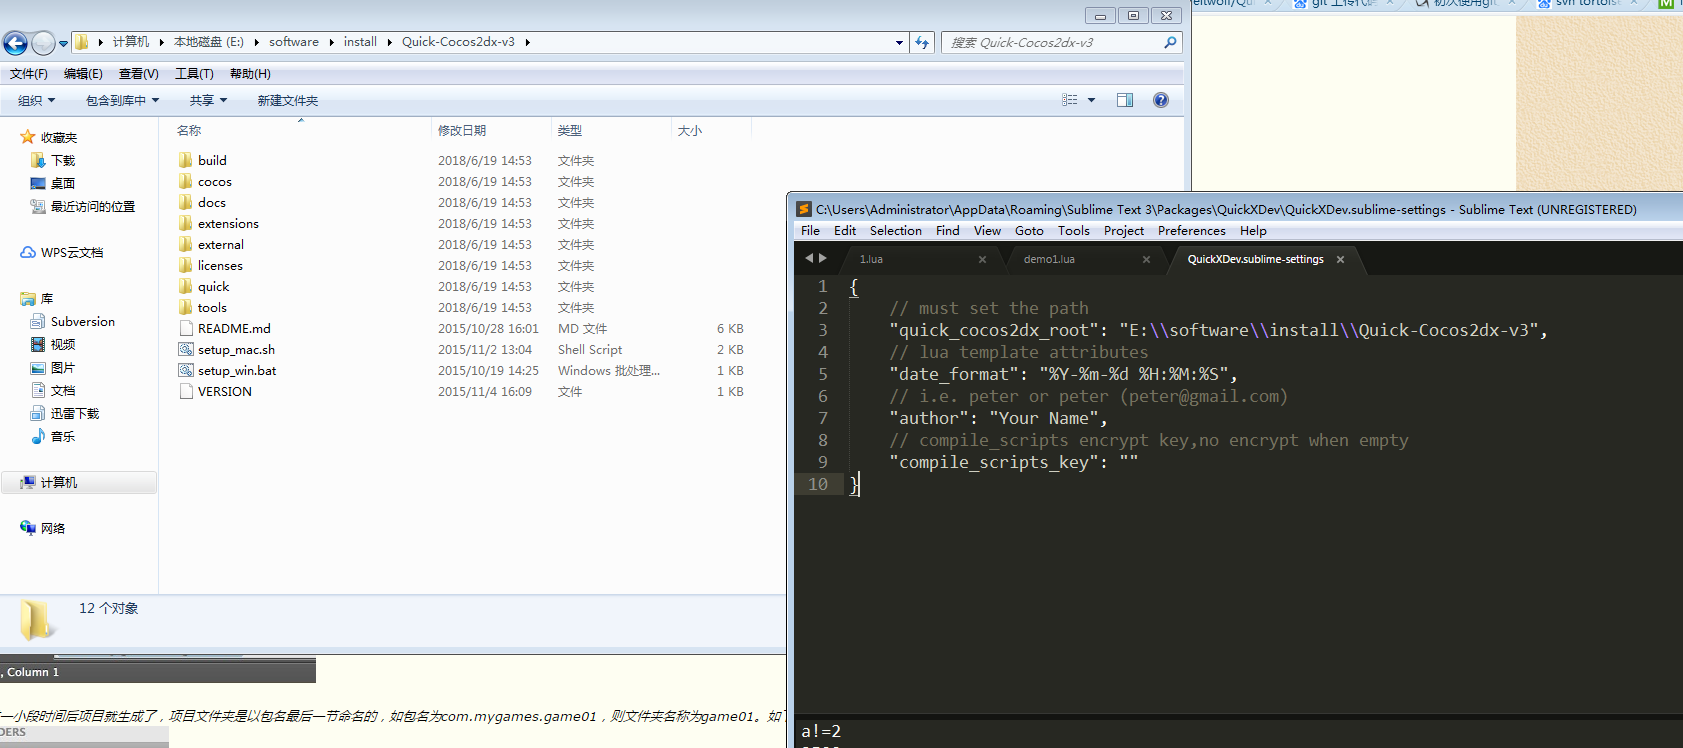 git 上传代码
初次使用git
svn tortoise
计算机 本地磁盘 (E:) software install Quick-Cocos2dx-v3
搜索 Quick-Cocos2dx-v3
文件(F) 编辑(E) 查看(V) 工具(T) 帮助(H)
组织 包含到库中 共享 新建文件夹
名称 修改日期 类型 大小
收藏夹
下载
桌面
最近访问的位置
WPS云文档
库
Subversion
视频
图片
文档
迅雷下载
音乐
计算机
网络
build 2018/6/19 14:53 文件夹
cocos 2018/6/19 14:53 文件夹
docs 2018/6/19 14:53 文件夹
extensions 2018/6/19 14:53 文件夹
external 2018/6/19 14:53 文件夹
licenses 2018/6/19 14:53 文件夹
quick 2018/6/19 14:53 文件夹
tools 2018/6/19 14:53 文件夹
README.md 2015/10/28 16:01 MD 文件 6 KB
setup_mac.sh 2015/11/2 13:04 Shell Script 2 KB
setup_win.bat 2015/10/19 14:25 Windows 批处理... 1 KB
VERSION 2015/11/4 16:09 文件 1 KB
12 个对象
C:\Users\Administrator\AppData\Roaming\Sublime Text 3\Packages\QuickXDev\QuickXDev.sublime-settings - Sublime Text (UNREGISTERED)
File Edit Selection Find View Goto Tools Project Preferences Help
1.lua demo1.lua QuickXDev.sublime-settings
1 {
2 // must set the path
3 "quick_cocos2dx_root": "E:\\software\\install\\Quick-Cocos2dx-v3",
4 // lua template attributes
5 "date_format": "%Y-%m-%d %H:%M:%S",
6 // i.e. peter or peter (peter@gmail.com)
7 "author": "Your Name",
8 // compile_scripts encrypt key,no encrypt when empty
9 "compile_scripts_key": ""
10 }
a!=2
, Column 1
一小段时间后项目就生成了，项目文件夹是以包名最后一节命名的，如包名为com.mygames.game01，则文件夹名称为game01。如
DERS